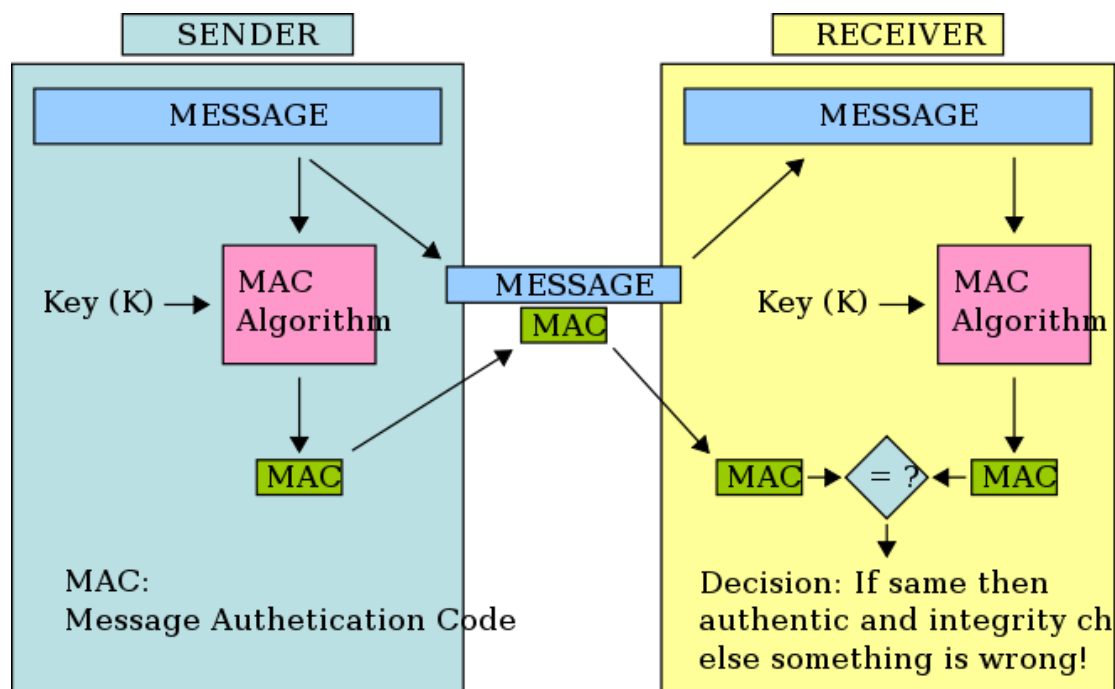 SENDER
RECEIVER
MESSAGE
MESSAGE
Key (K)
MAC
Algorithm
MESSAGE
MAC
Key (K)
MAC
Algorithm
MAC
MAC
= ?
MAC
MAC:
Message Authetication Code
Decision: If same then
authentic and integrity ch
else something is wrong!